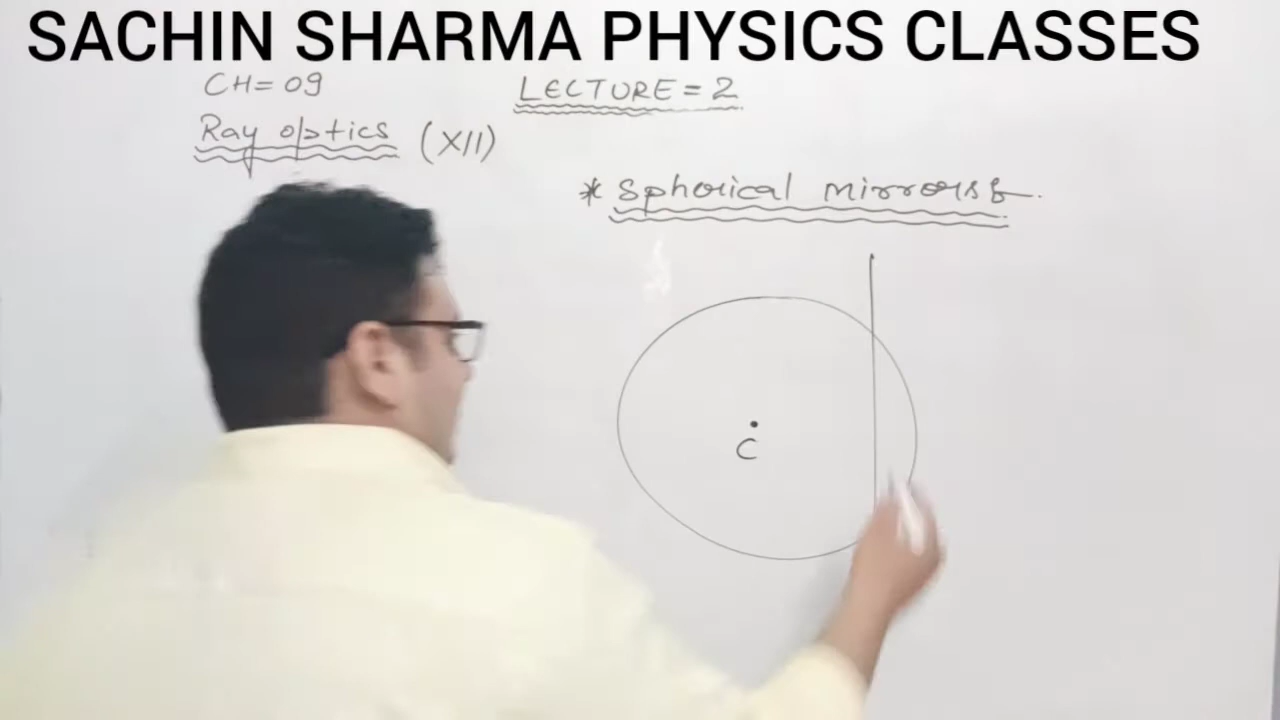 SACHIN SHARMA PHYSICS CLASSES
CH=09
LECTURE = 2
Ray optics (XII)
* Spherical mirrors
C